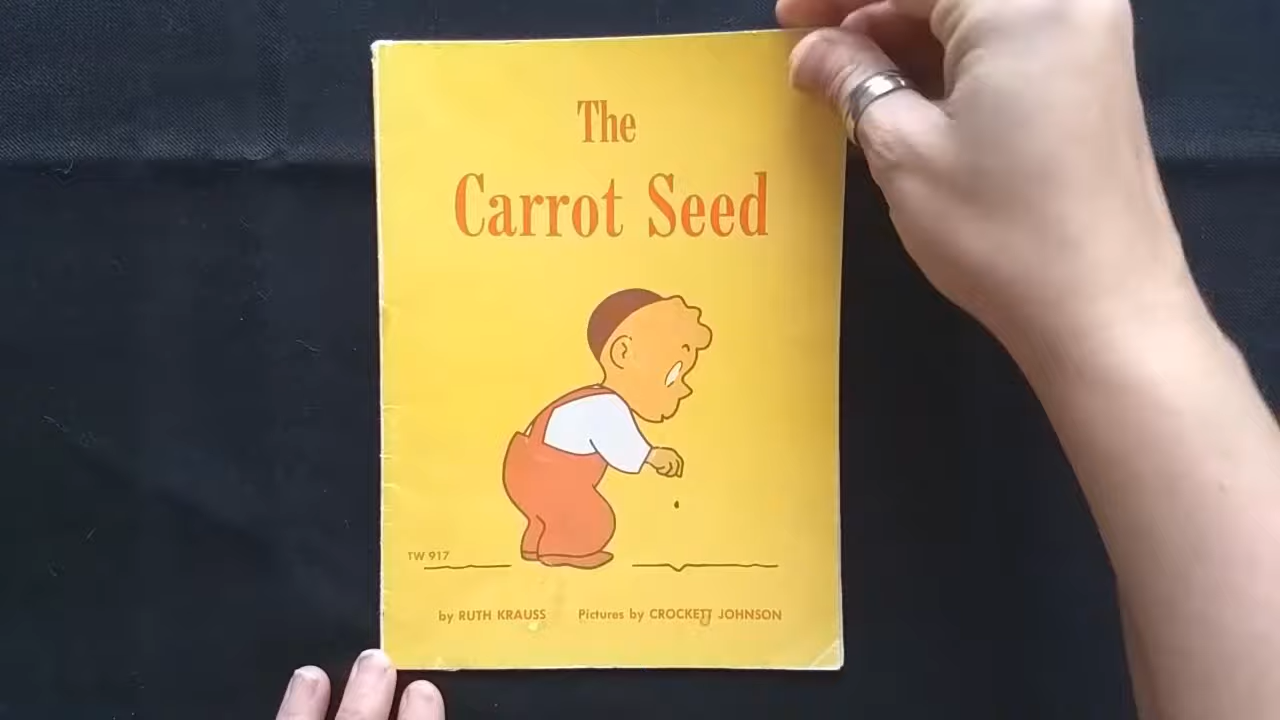 The
Carrot Seed
TW 917
by RUTH KRAUSS Pictures by CROCKETT JOHNSON